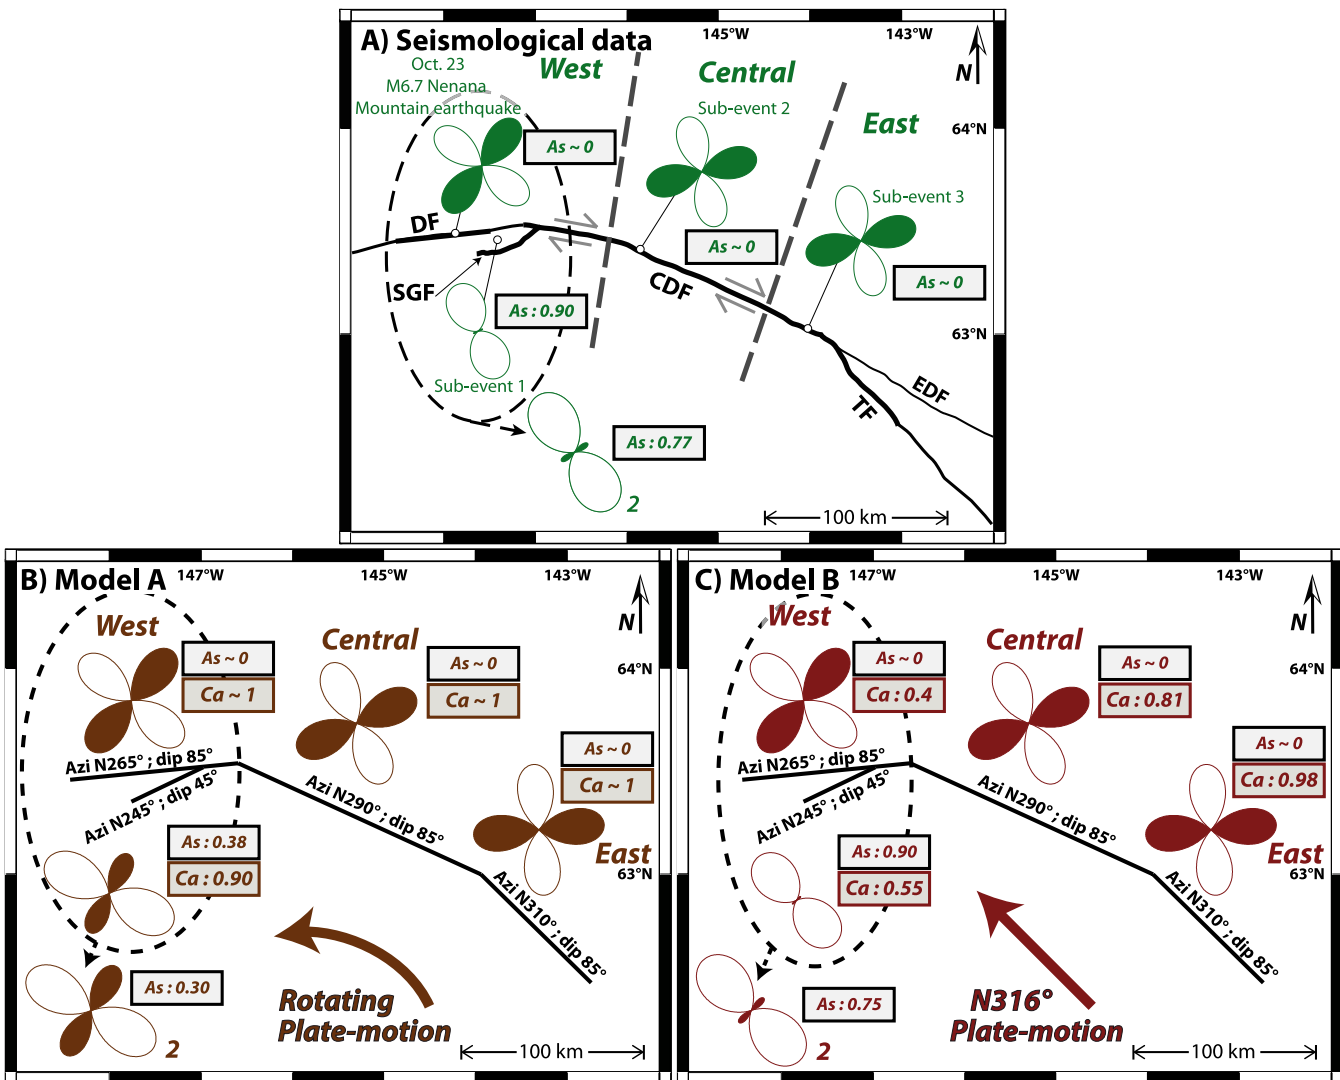 A) Seismological data
145°W
143°W
N
Oct. 23
M6.7 Nenana
Mountain earthquake
West
Central
Sub-event 2
East
64°N
As ~ 0
Sub-event 3
DF
As ~ 0
As ~ 0
SGF
CDF
As : 0.90
63°N
Sub-event 1
EDF
TF
As : 0.77
2
100 km
B) Model A
147°W
145°W
143°W
N
West
Central
As ~ 0
Ca ~ 1
As ~ 0
Ca ~ 1
64°N
As ~ 0
Ca ~ 1
Azi N265° ; dip 85°
Azi N245° ; dip 45°
Azi N290° ; dip 85°
As : 0.38
Ca : 0.90
East
63°N
Azi N310° ; dip 85°
As : 0.30
Rotating
Plate-motion
2
100 km
C) Model B
147°W
145°W
143°W
N
West
Central
As ~ 0
Ca : 0.4
As ~ 0
Ca : 0.81
64°N
As ~ 0
Ca : 0.98
Azi N265° ; dip 85°
Azi N245° ; dip 45°
Azi N290° ; dip 85°
As : 0.90
Ca : 0.55
East
63°N
Azi N310° ; dip 85°
As : 0.75
N316°
Plate-motion
2
100 km